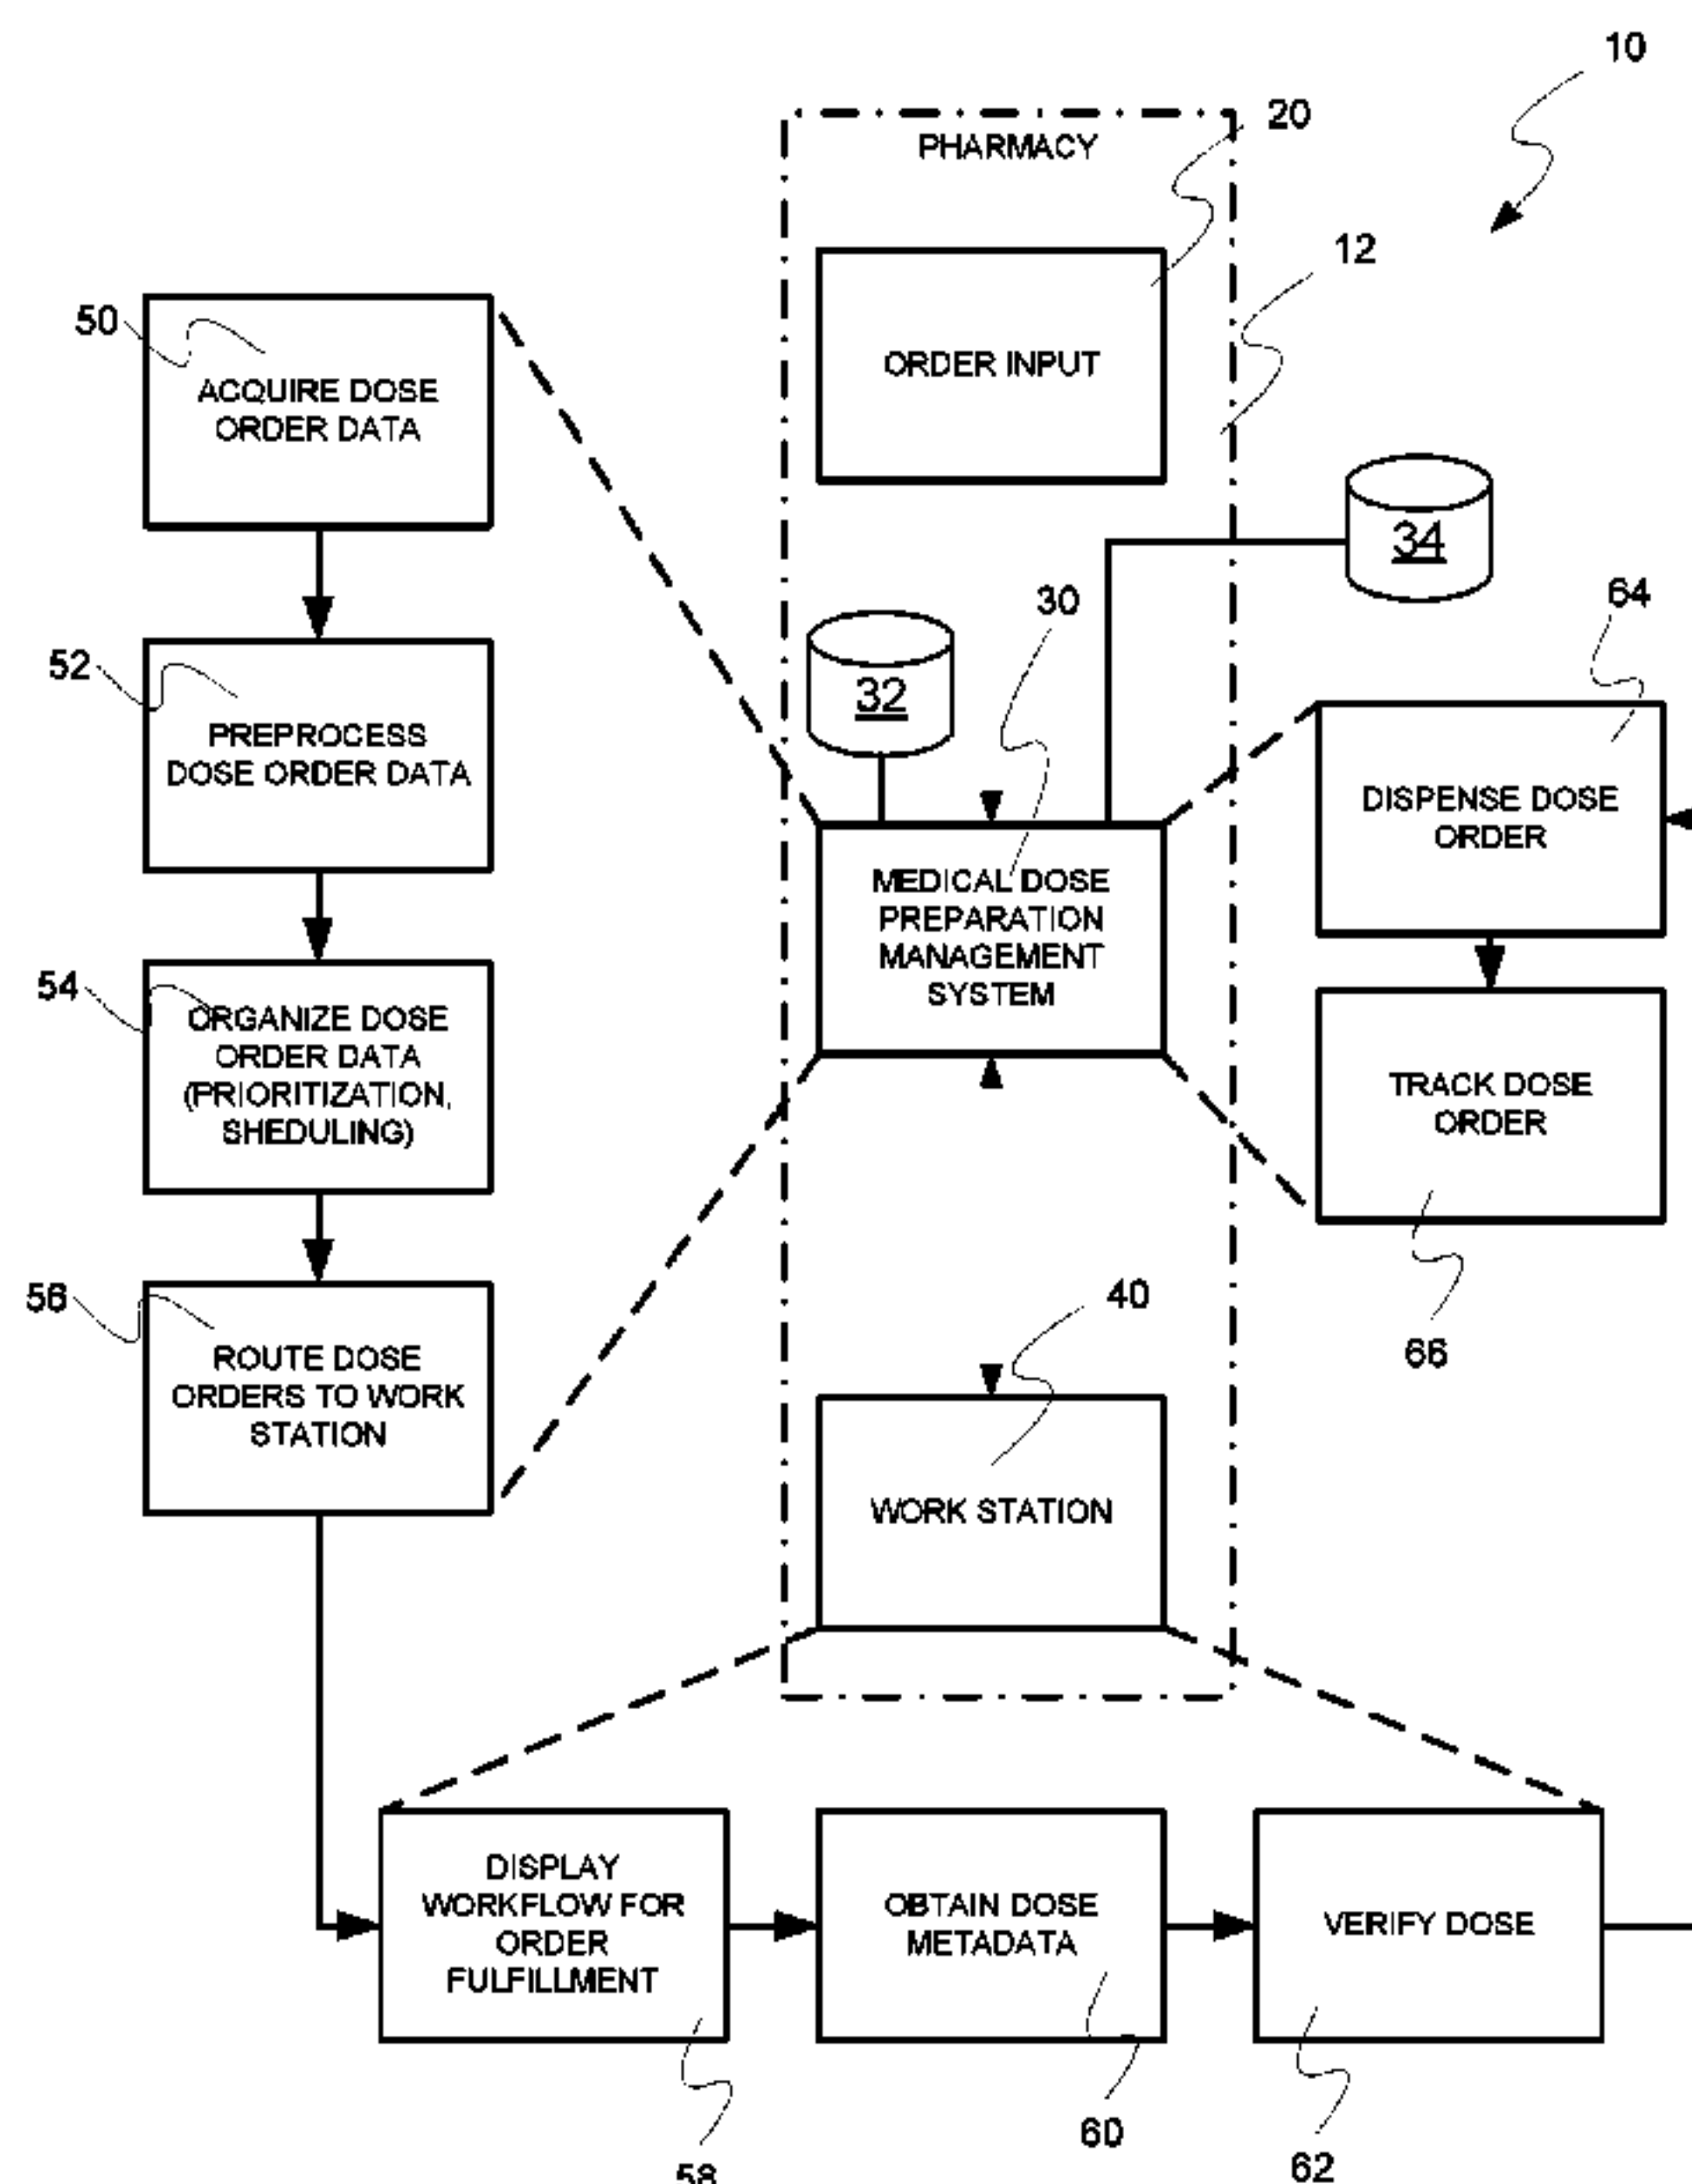 10
20
PHARMACY
12
ORDER INPUT
50
ACQUIRE DOSE
ORDER DATA
34
30
64
32
52
PREPROCESS
DOSE ORDER DATA
DISPENSE DOSE
ORDER
MEDICAL DOSE
PREPARATION
MANAGEMENT
SYSTEM
54
ORGANIZE DOSE
ORDER DATA
(PRIORITIZATION,
SHEDULING)
TRACK DOSE
ORDER
66
56
ROUTE DOSE
ORDERS TO WORK
STATION
40
WORK STATION
DISPLAY
WORKFLOW FOR
ORDER
FULFILLMENT
OBTAIN DOSE
METADATA
VERIFY DOSE
58
60
62